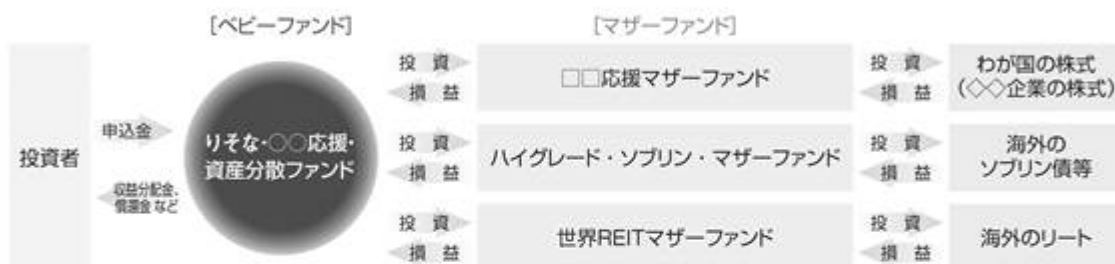 [ベビーファンド]
[マザーファンド]
投資者
申込金
収益分配金、
償還金 など
りそな・○○応援・
資産分散ファンド
投 資
損 益
□□応援マザーファンド
投 資
損 益
わが国の株式
(◇◇企業の株式)
投 資
損 益
ハイグレード・ソブリン・マザーファンド
投 資
損 益
海外の
ソブリン債等
投 資
損 益
世界REITマザーファンド
投 資
損 益
海外のリート